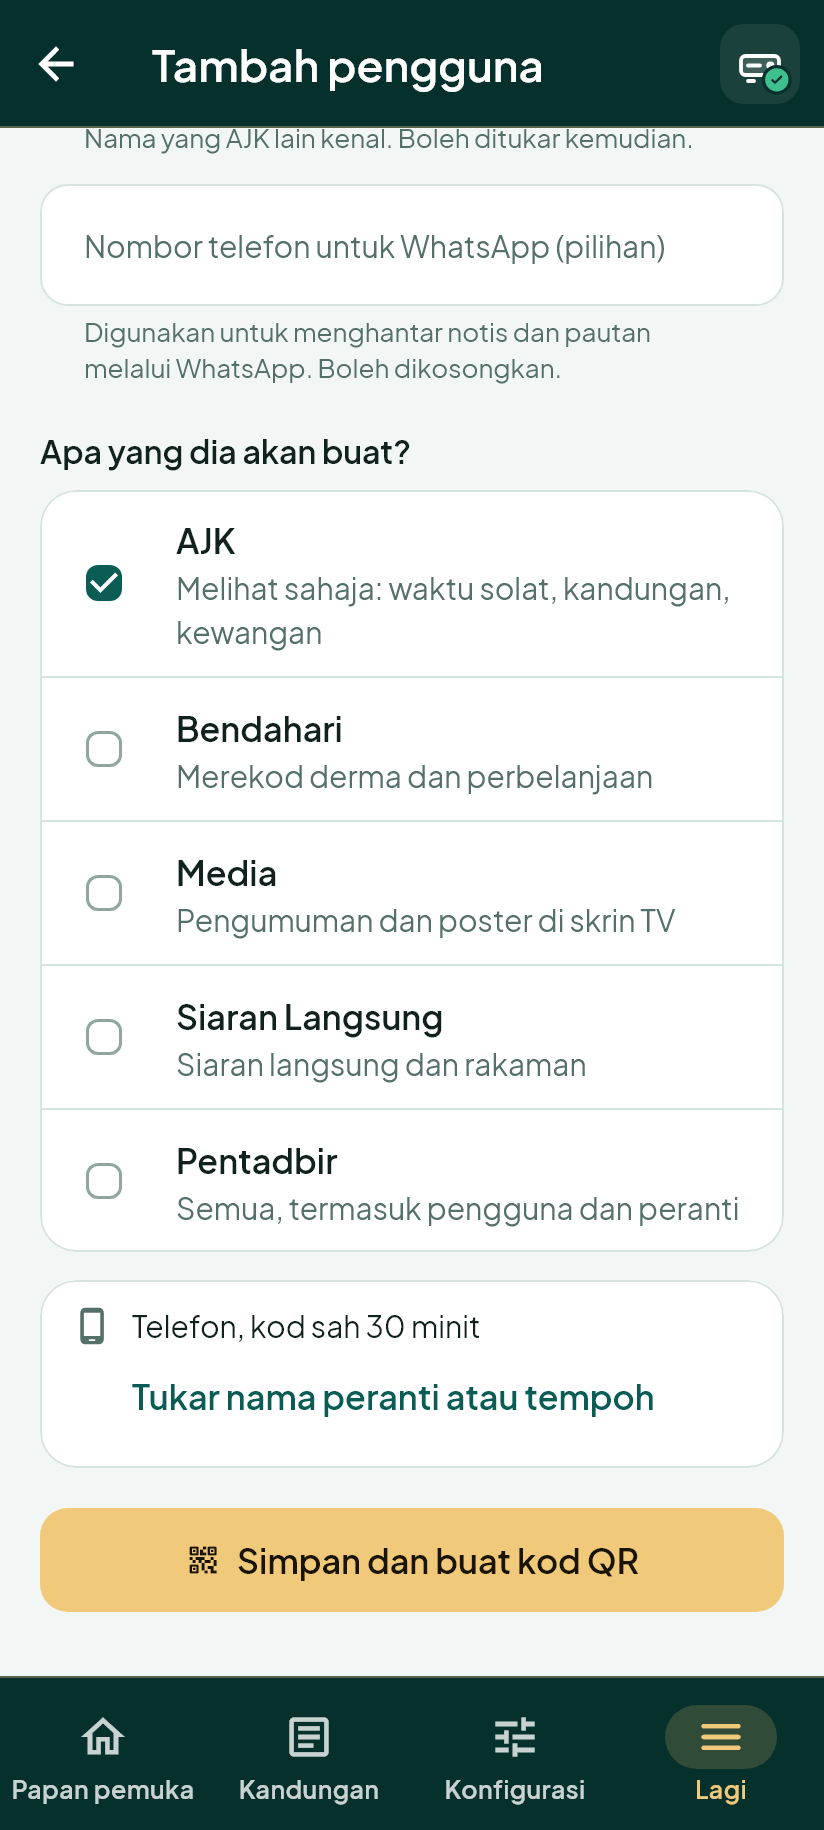 Tambah pengguna
Nama yang AJK lain kenal. Boleh ditukar kemudian.
Nombor telefon untuk WhatsApp (pilihan)
Digunakan untuk menghantar notis dan pautan
melalui WhatsApp. Boleh dikosongkan.
Apa yang dia akan buat?
AJK
Melihat sahaja: waktu solat, kandungan,
kewangan
Bendahari
Merekod derma dan perbelanjaan
Media
Pengumuman dan poster di skrin TV
Siaran Langsung
Siaran langsung dan rakaman
Pentadbir
Semua, termasuk pengguna dan peranti
Telefon, kod sah 30 minit
Tukar nama peranti atau tempoh
Simpan dan buat kod QR
Papan pemuka
Kandungan
Konfigurasi
Lagi